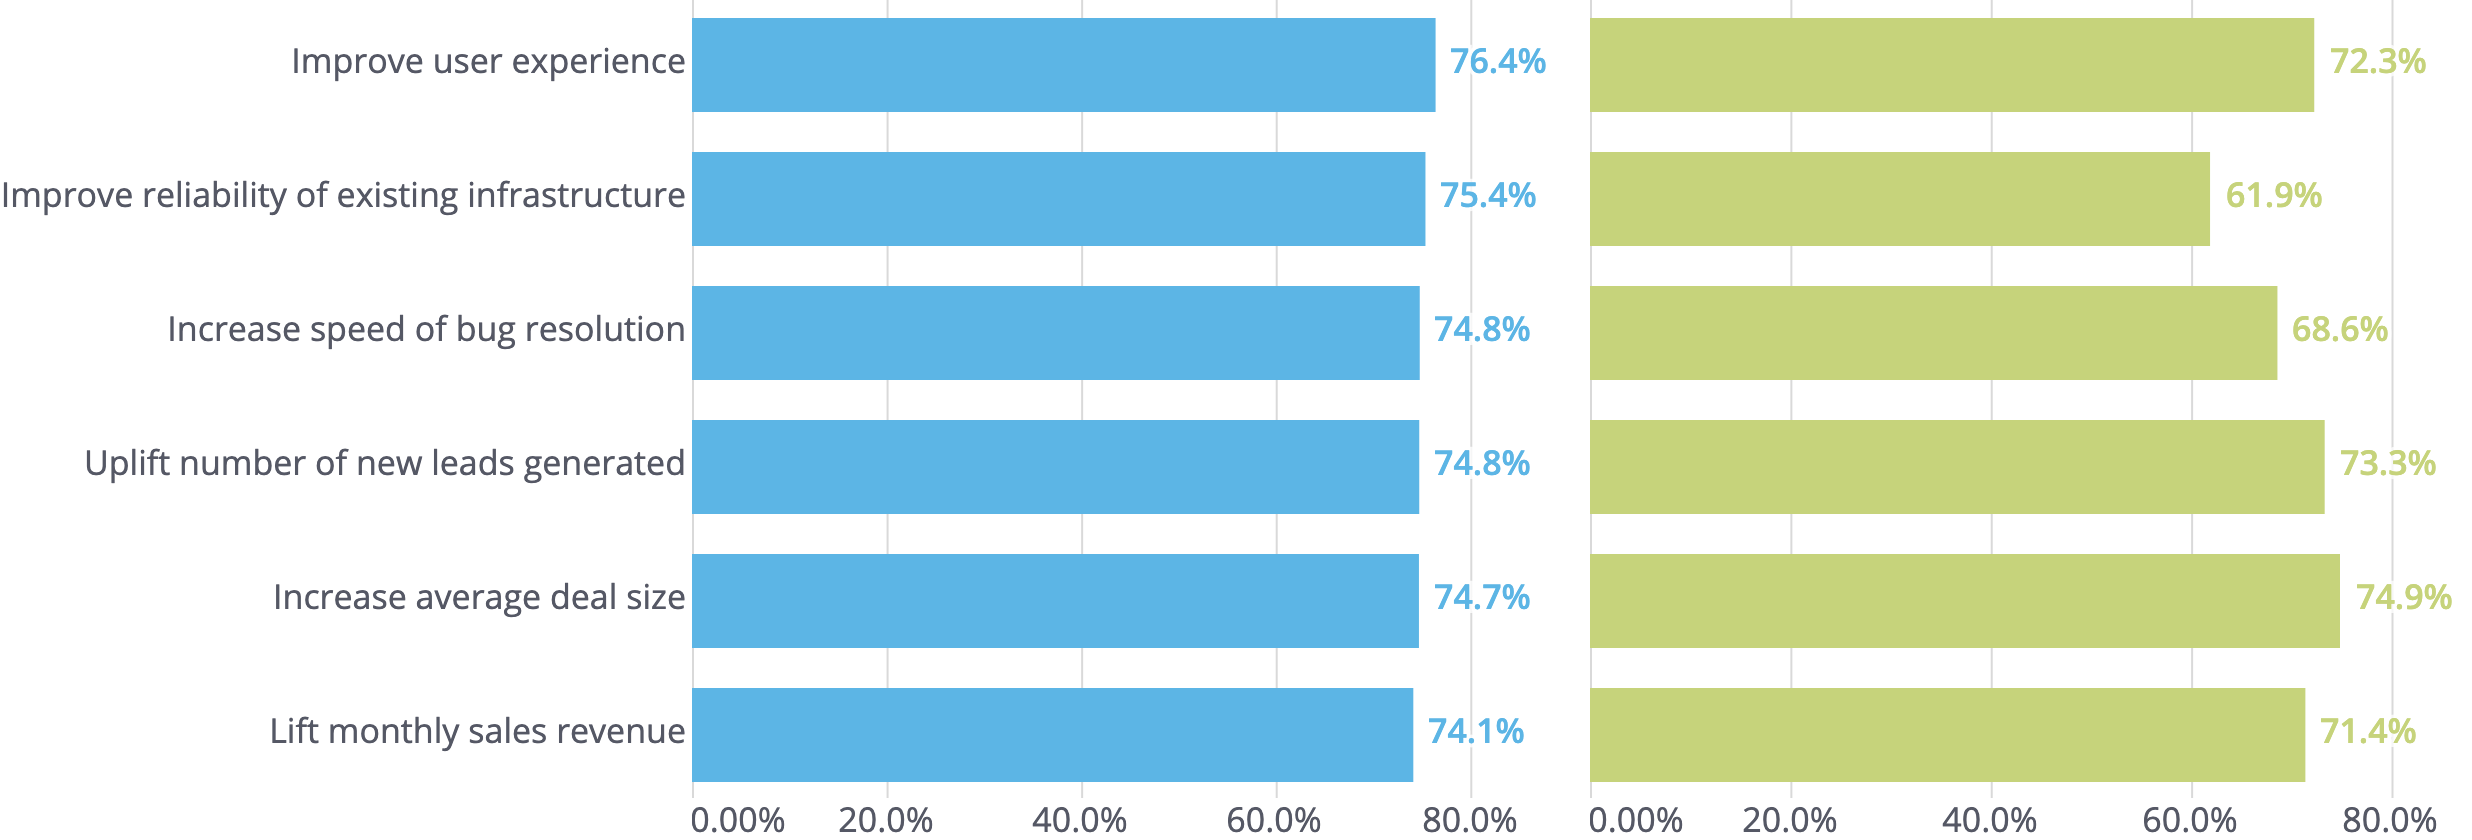 Improve user experience 76.4% 72.3%
Improve reliability of existing infrastructure 75.4% 61.9%
Increase speed of bug resolution 74.8% 68.6%
Uplift number of new leads generated 74.8% 73.3%
Increase average deal size 74.7% 74.9%
Lift monthly sales revenue 74.1% 71.4%
0.00% 20.0% 40.0% 60.0% 80.0% 0.00% 20.0% 40.0% 60.0% 80.0%